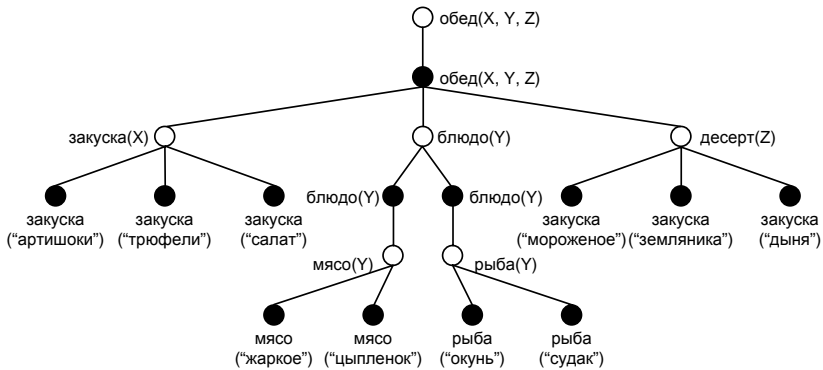 обед(X, Y, Z)
обед(X, Y, Z)
закуска(X)
блюдо(Y)
десерт(Z)
закуска
(“артишоки”)
закуска
(“трюфели”)
закуска
(“салат”)
блюдо(Y)
блюдо(Y)
закуска
(“мороженое”)
закуска
(“земляника”)
закуска
(“дыня”)
мясо(Y)
рыба(Y)
мясо
(“жаркое”)
мясо
(“цыпленок”)
рыба
(“окунь”)
рыба
(“судак”)